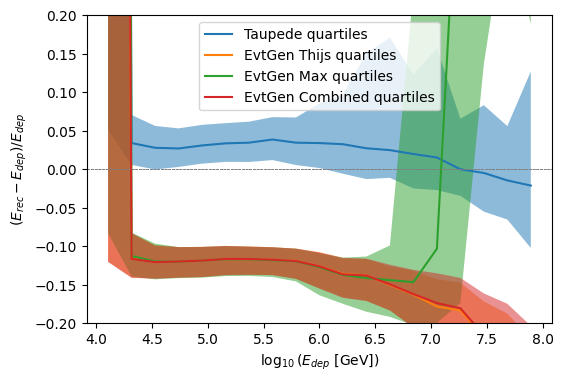 Taupede quartiles
EvtGen Thijs quartiles
EvtGen Max quartiles
EvtGen Combined quartiles
0.20
0.15
0.10
0.05
0.00
−0.05
−0.10
−0.15
−0.20
(E_rec − E_dep)/E_dep
4.0 4.5 5.0 5.5 6.0 6.5 7.0 7.5 8.0
log₁₀ (E_dep [GeV])